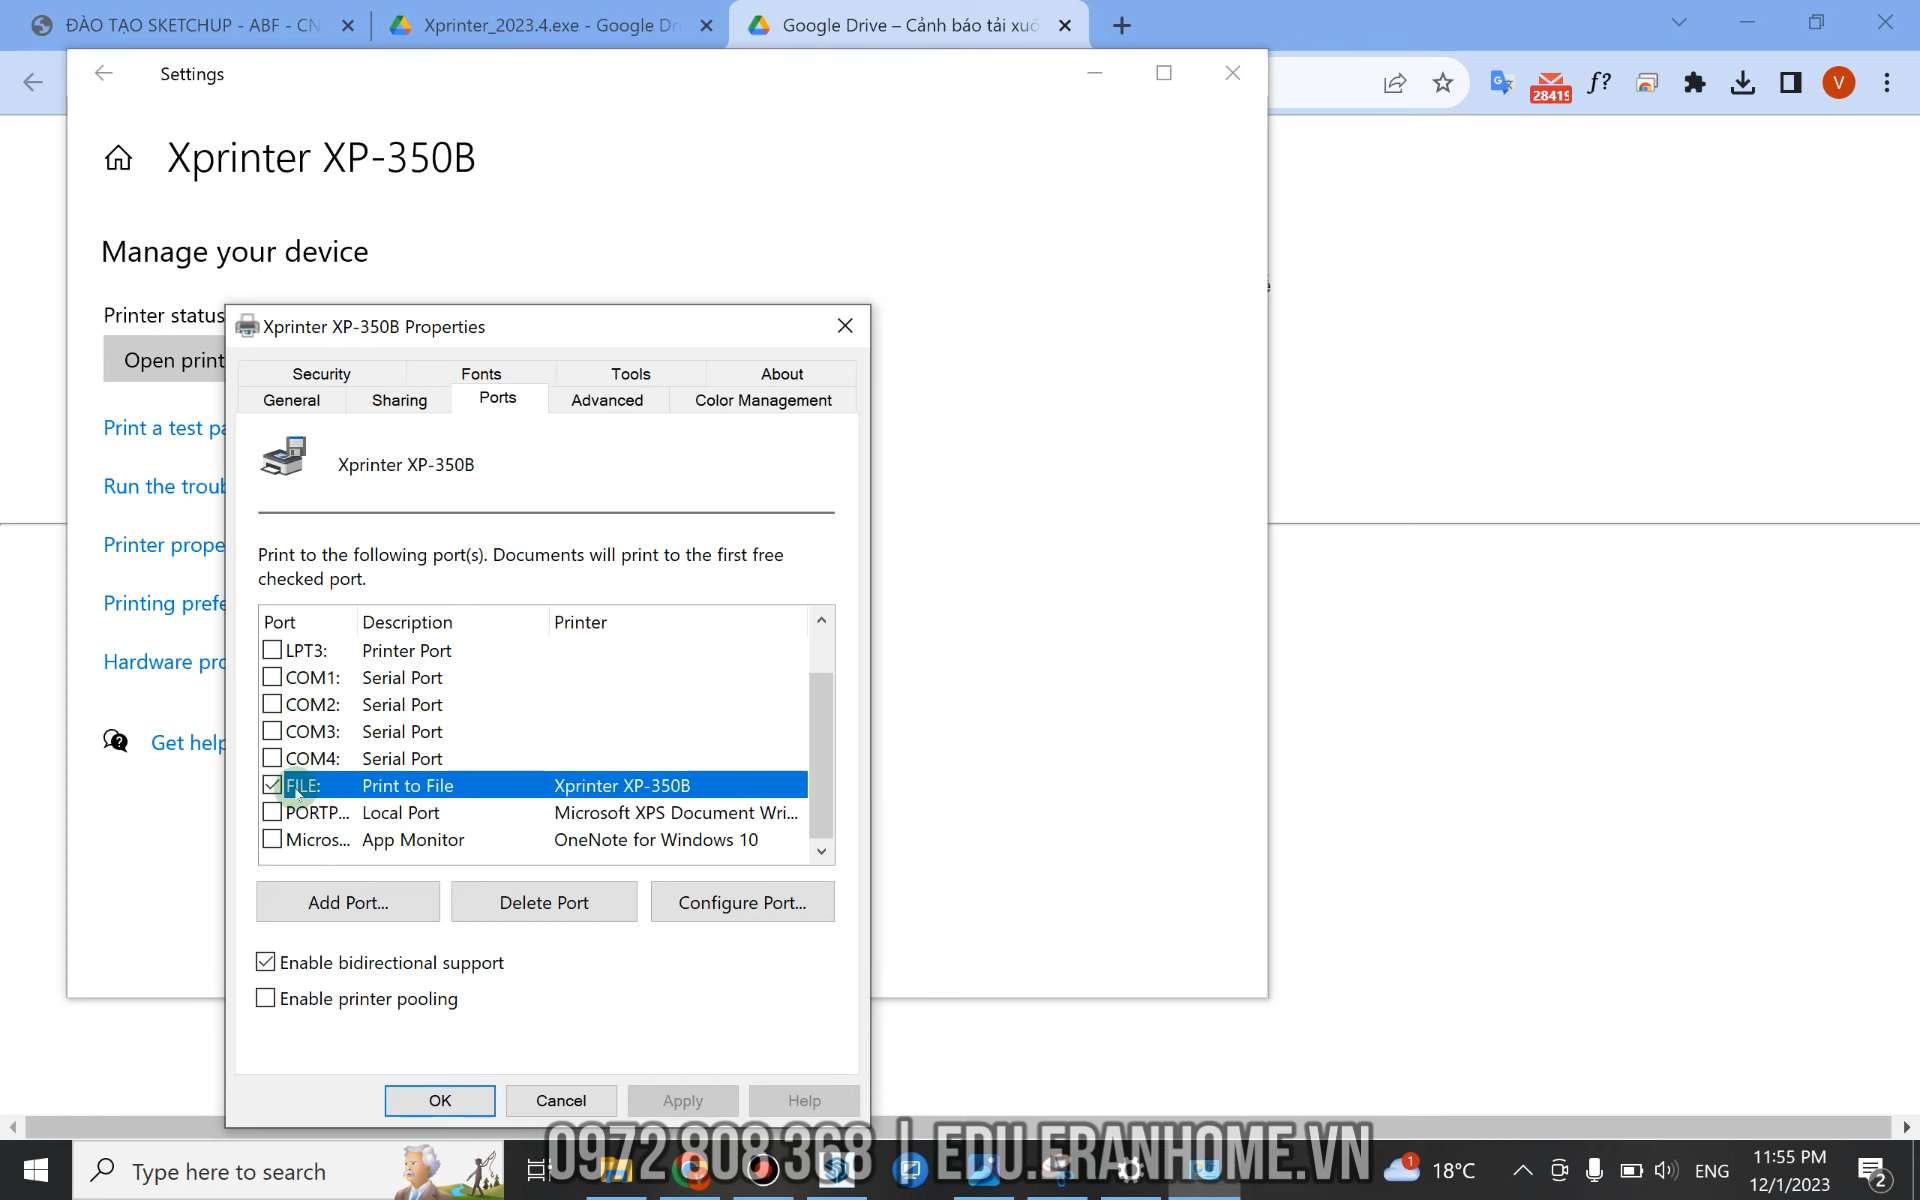 ĐÀO TẠO SKETCHUP - ABF - CN
Xprinter_2023.4.exe - Google Dr
Google Drive – Cảnh báo tải xuố
Settings
28419
f?
V
Xprinter XP-350B
Manage your device
Printer status
Open print
Print a test pa
Run the troub
Printer prope
Printing prefe
Hardware pro
Get help
Xprinter XP-350B Properties
Security Fonts Tools About
General Sharing Ports Advanced Color Management
Xprinter XP-350B
Print to the following port(s). Documents will print to the first free
checked port.
Port Description Printer
LPT3: Printer Port
COM1: Serial Port
COM2: Serial Port
COM3: Serial Port
COM4: Serial Port
FILE: Print to File Xprinter XP-350B
PORTP... Local Port Microsoft XPS Document Wri...
Micros... App Monitor OneNote for Windows 10
Add Port... Delete Port Configure Port...
Enable bidirectional support
Enable printer pooling
OK Cancel Apply Help
0972 808 368 | EDU.ERANHOME.VN
Type here to search
1
18°C
ENG
11:55 PM
12/1/2023
2